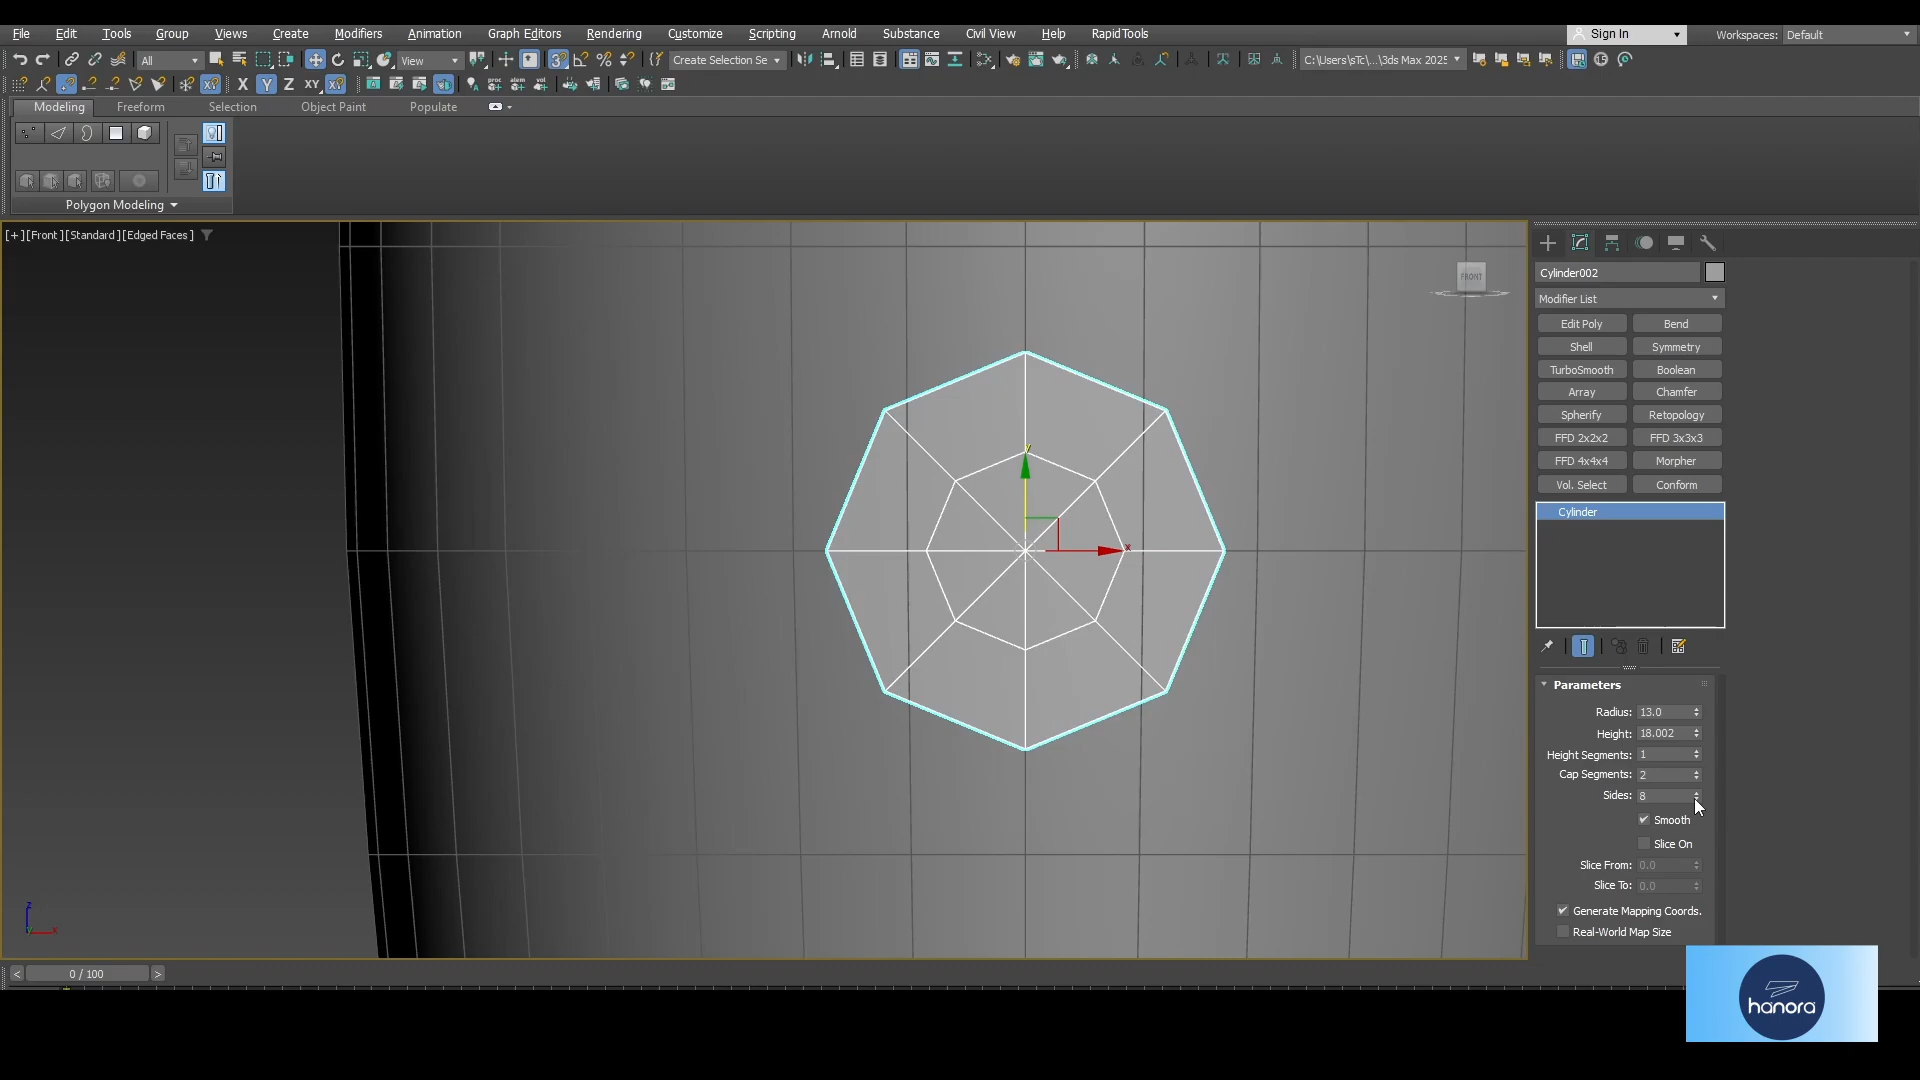 File Edit Tools Group Views Create Modifiers Animation Graph Editors Rendering Customize Scripting Arnold Substance Civil View Help RapidTools Sign In Workspaces: Default
All View Create Selection Se C:\Users\sTc\...\3ds Max 2025
X Y Z XY
Modeling Freeform Selection Object Paint Populate
Polygon Modeling
[+][Front][Standard][Edged Faces]
FRONT
y
x
z
y x
Cylinder002
Modifier List
Edit Poly Bend
Shell Symmetry
TurboSmooth Boolean
Array Chamfer
Spherify Retopology
FFD 2x2x2 FFD 3x3x3
FFD 4x4x4 Morpher
Vol. Select Conform
Cylinder
Parameters
Radius: 13.0
Height: 18.002
Height Segments: 1
Cap Segments: 2
Sides: 8
Smooth
Slice On
Slice From: 0.0
Slice To: 0.0
Generate Mapping Coords.
Real-World Map Size
< 0 / 100 >
hanora